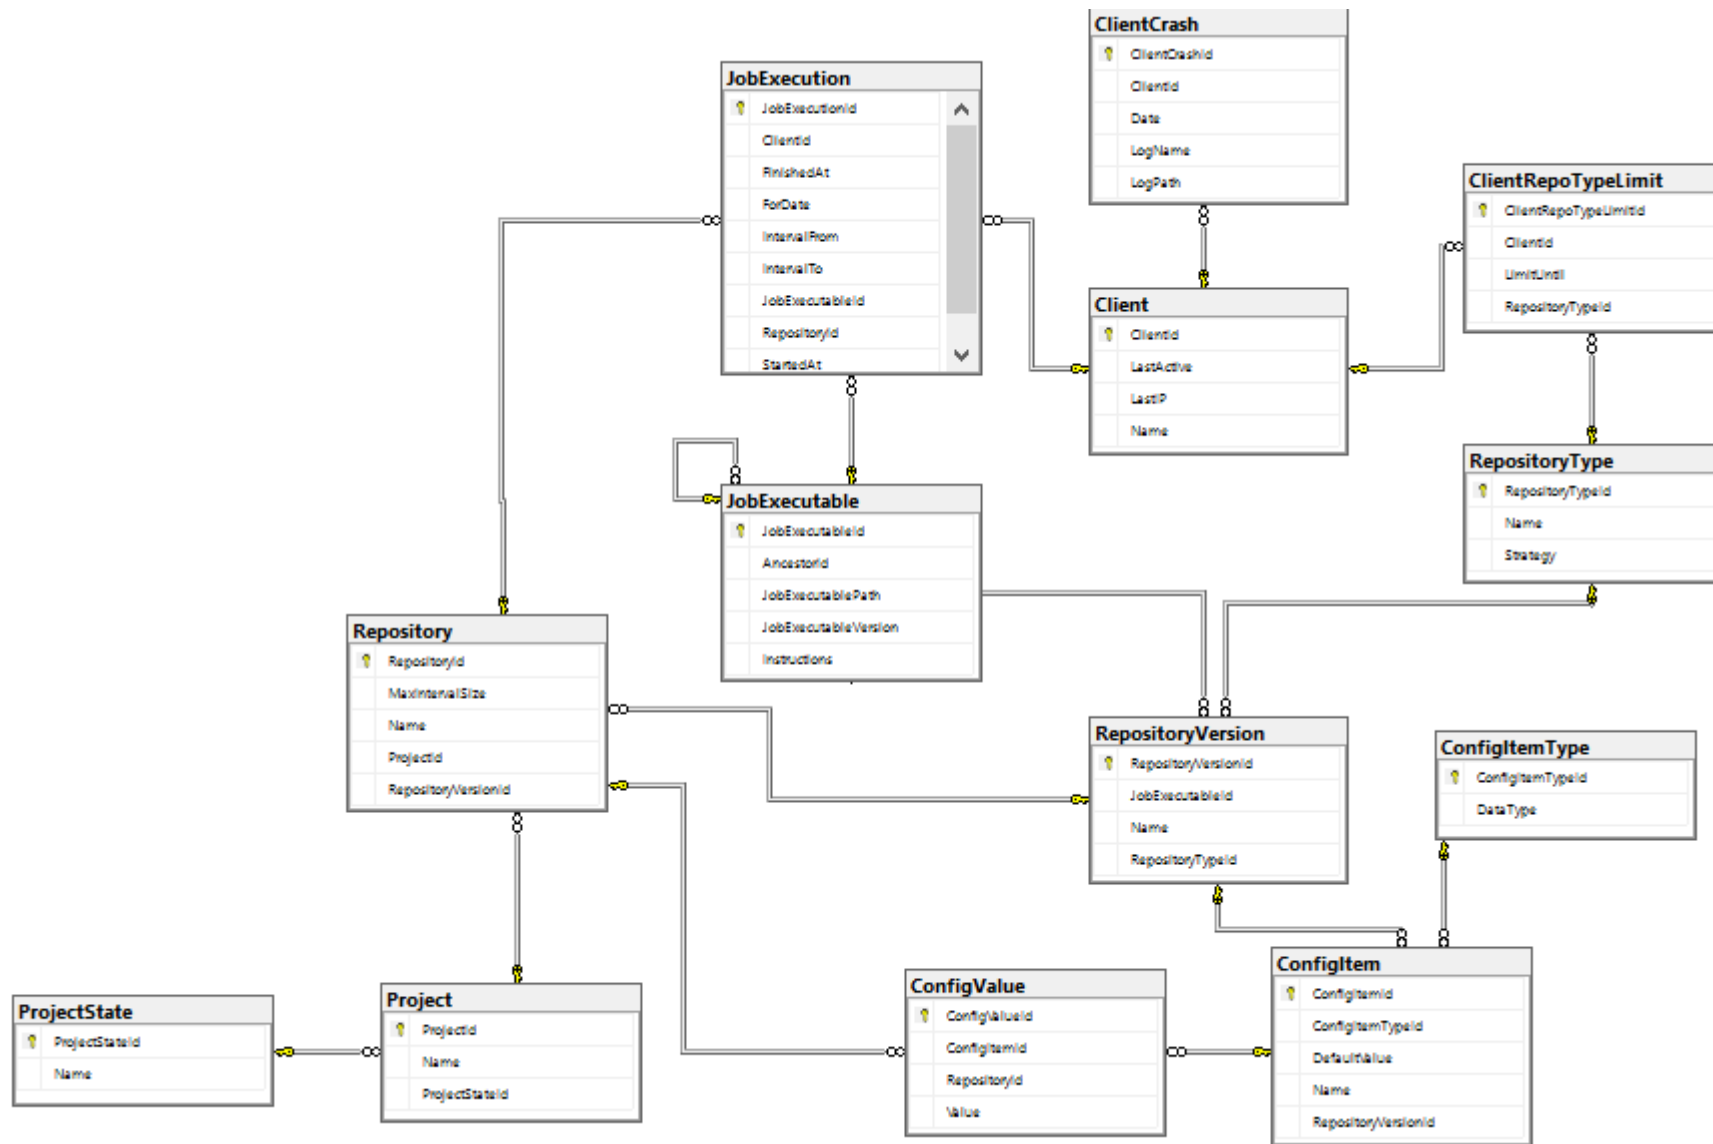 ClientCrash
ClientCrashId
ClientId
Date
LogName
LogPath
JobExecution
JobExecutionId
ClientId
FinishedAt
ForDate
IntervalFrom
IntervalTo
JobExecutableId
RepositoryId
StartedAt
ClientRepoTypeLimit
ClientRepoTypeLimitId
ClientId
LimitUntil
RepositoryTypeId
Client
ClientId
LastActive
LastIP
Name
RepositoryType
RepositoryTypeId
Name
Strategy
JobExecutable
JobExecutableId
AncestorId
JobExecutablePath
JobExecutableVersion
Instructions
Repository
RepositoryId
MaxIntervalSize
Name
ProjectId
RepositoryVersionId
RepositoryVersion
RepositoryVersionId
JobExecutableId
Name
RepositoryTypeId
ConfigItemType
ConfigItemTypeId
DataType
ConfigItem
ConfigItemId
ConfigItemTypeId
DefaultValue
Name
RepositoryVersionId
ConfigValue
ConfigValueId
ConfigItemId
RepositoryId
Value
Project
ProjectId
Name
ProjectStateId
ProjectState
ProjectStateId
Name